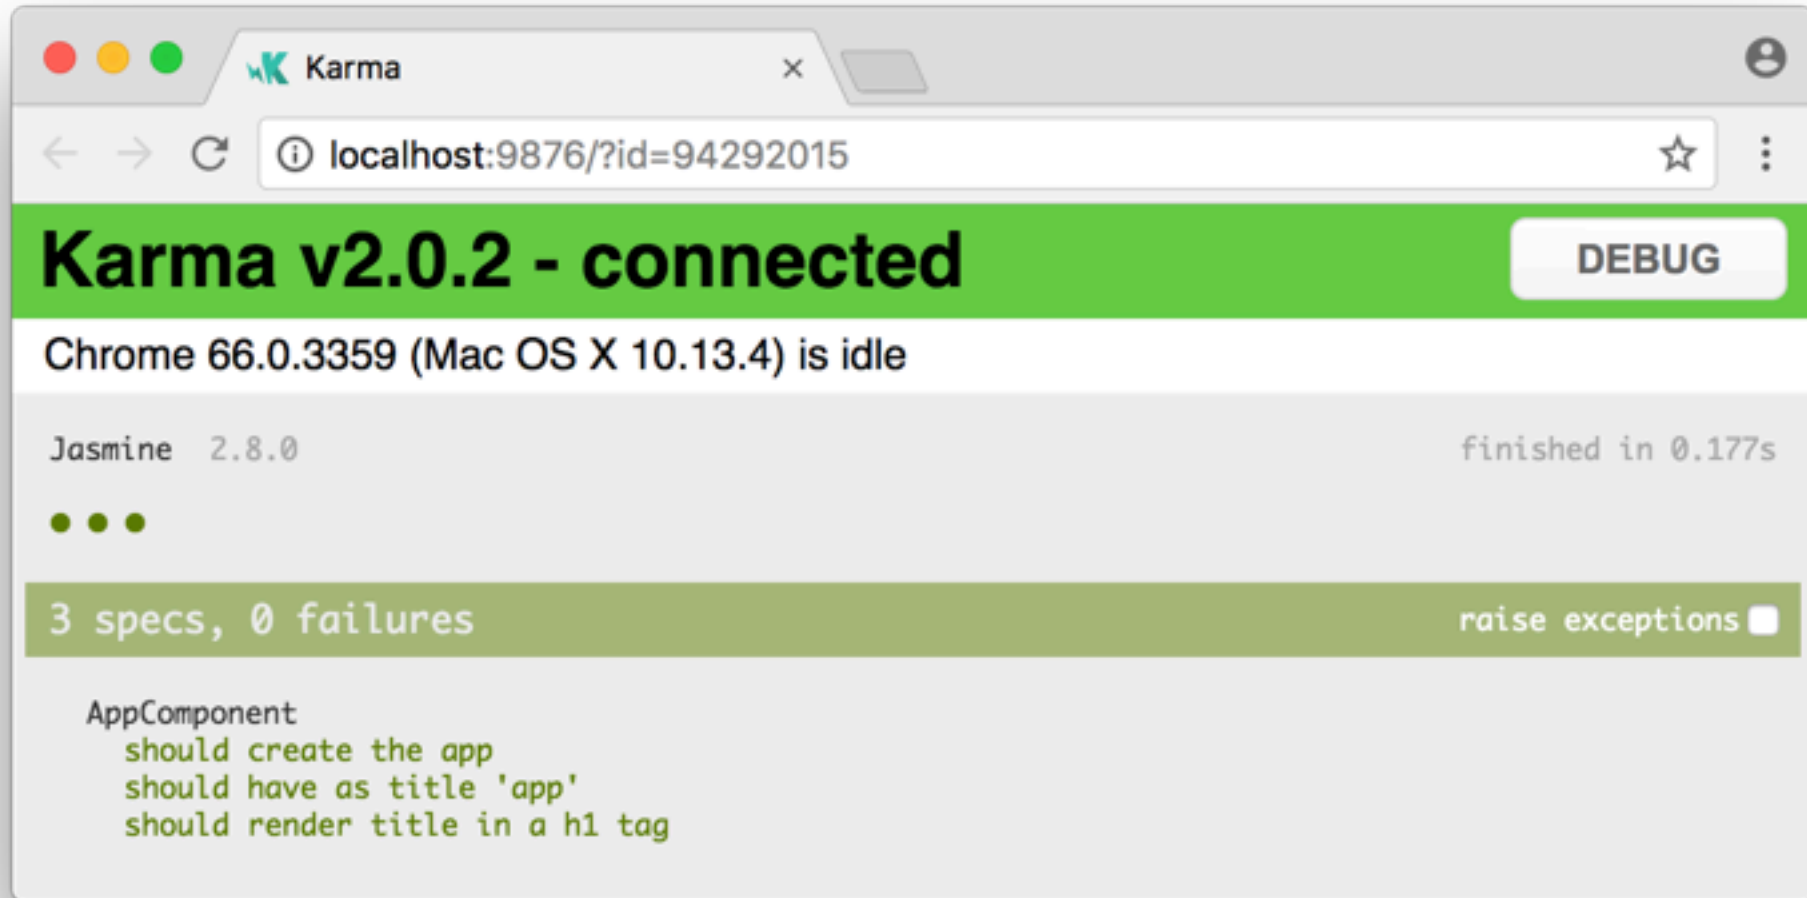 Karma
localhost:9876/?id=94292015
Karma v2.0.2 - connected
DEBUG
Chrome 66.0.3359 (Mac OS X 10.13.4) is idle
Jasmine 2.8.0
finished in 0.177s
3 specs, 0 failures
raise exceptions
AppComponent
should create the app
should have as title 'app'
should render title in a h1 tag